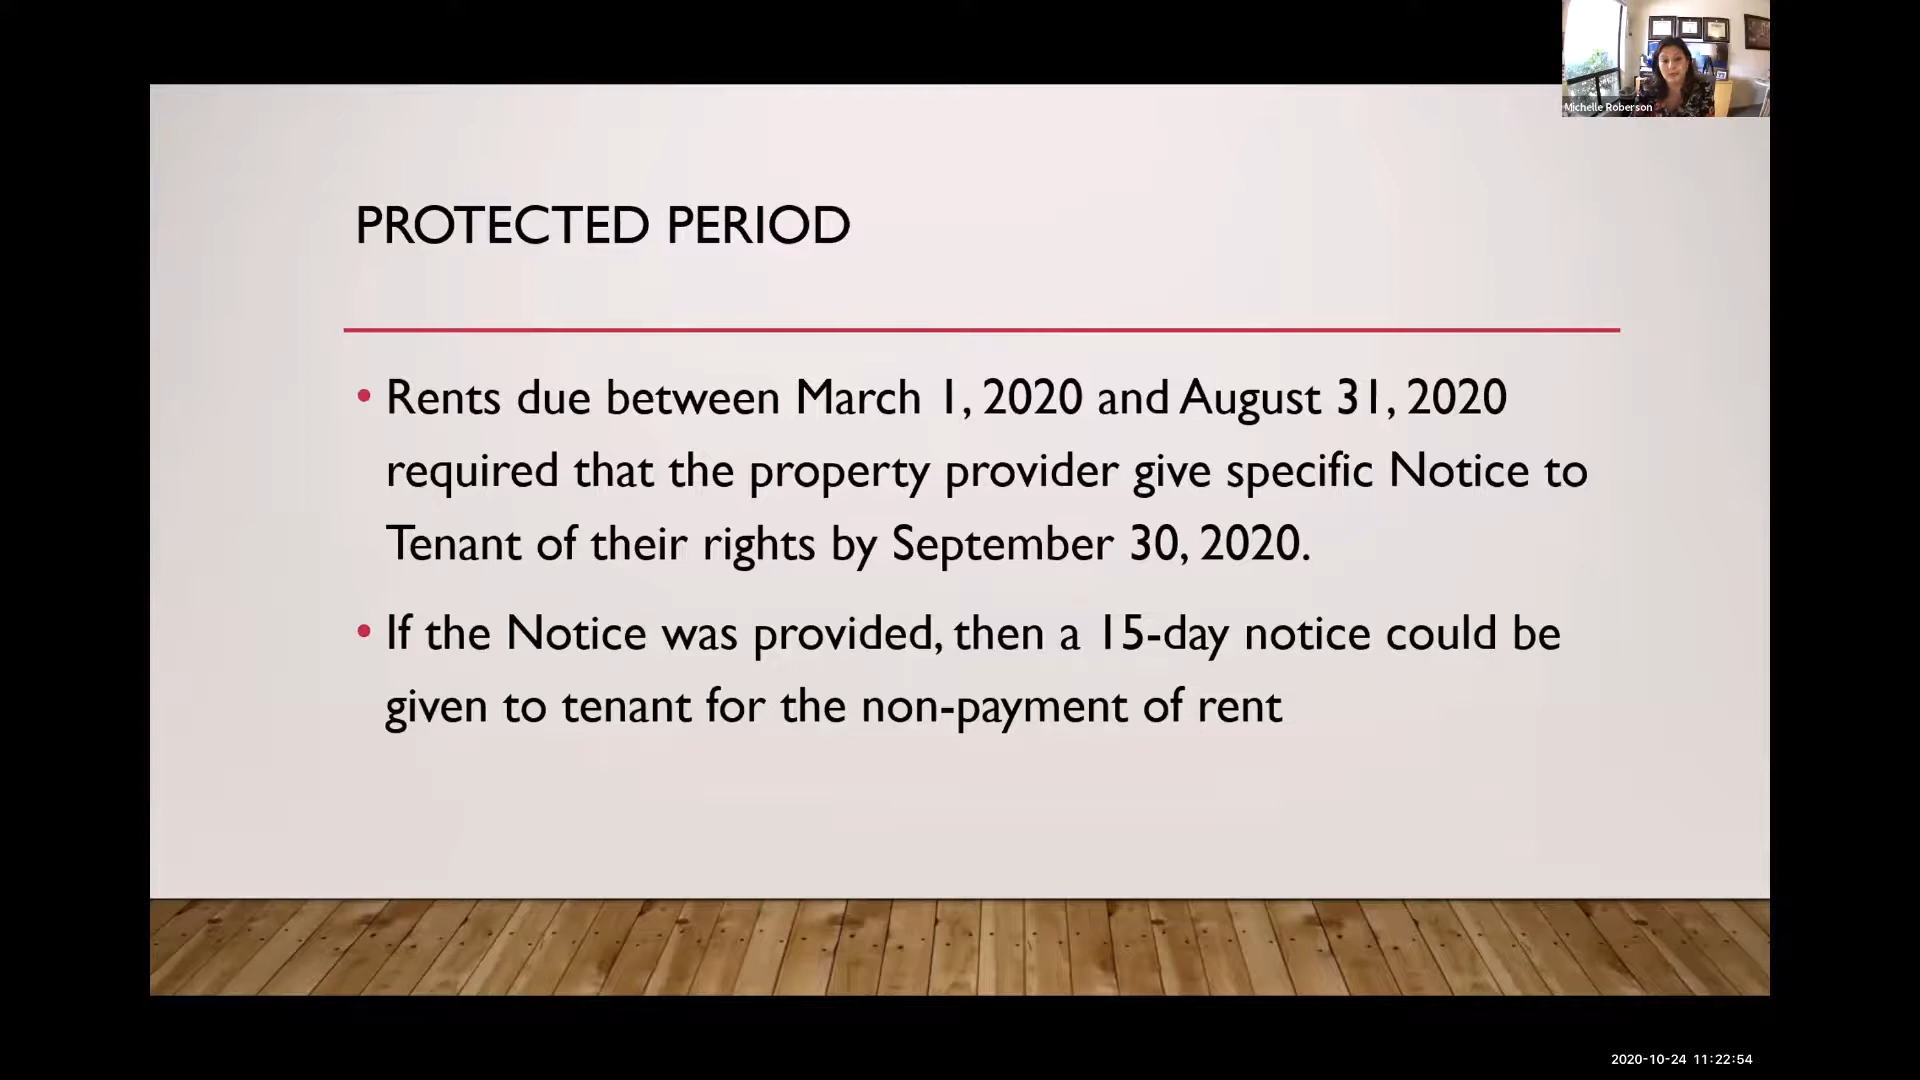 Michelle Roberson
PROTECTED PERIOD
• Rents due between March 1, 2020 and August 31, 2020
required that the property provider give specific Notice to
Tenant of their rights by September 30, 2020.
• If the Notice was provided, then a 15-day notice could be
given to tenant for the non-payment of rent
2020-10-24 11:22:54